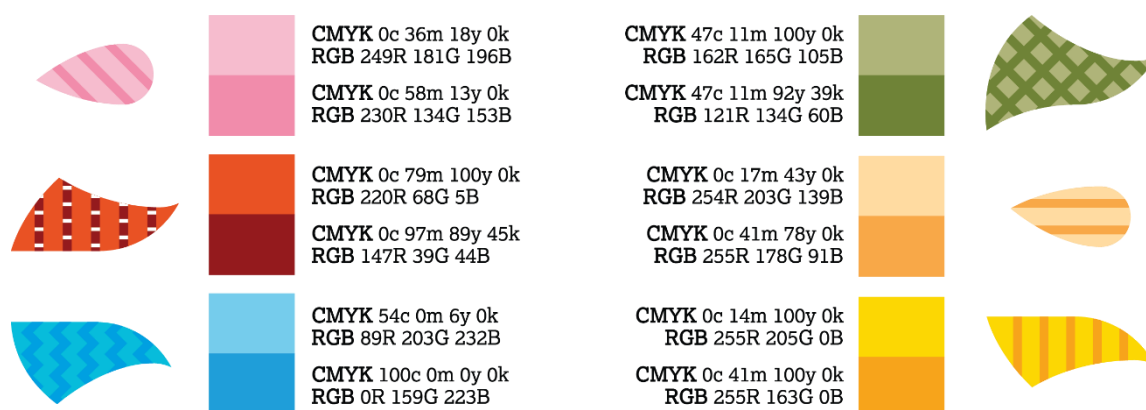 CMYK 0c 36m 18y 0k
RGB 249R 181G 196B
CMYK 0c 58m 13y 0k
RGB 230R 134G 153B
CMYK 0c 79m 100y 0k
RGB 220R 68G 5B
CMYK 0c 97m 89y 45k
RGB 147R 39G 44B
CMYK 54c 0m 6y 0k
RGB 89R 203G 232B
CMYK 100c 0m 0y 0k
RGB 0R 159G 223B
CMYK 47c 11m 100y 0k
RGB 162R 165G 105B
CMYK 47c 11m 92y 39k
RGB 121R 134G 60B
CMYK 0c 17m 43y 0k
RGB 254R 203G 139B
CMYK 0c 41m 78y 0k
RGB 255R 178G 91B
CMYK 0c 14m 100y 0k
RGB 255R 205G 0B
CMYK 0c 41m 100y 0k
RGB 255R 163G 0B